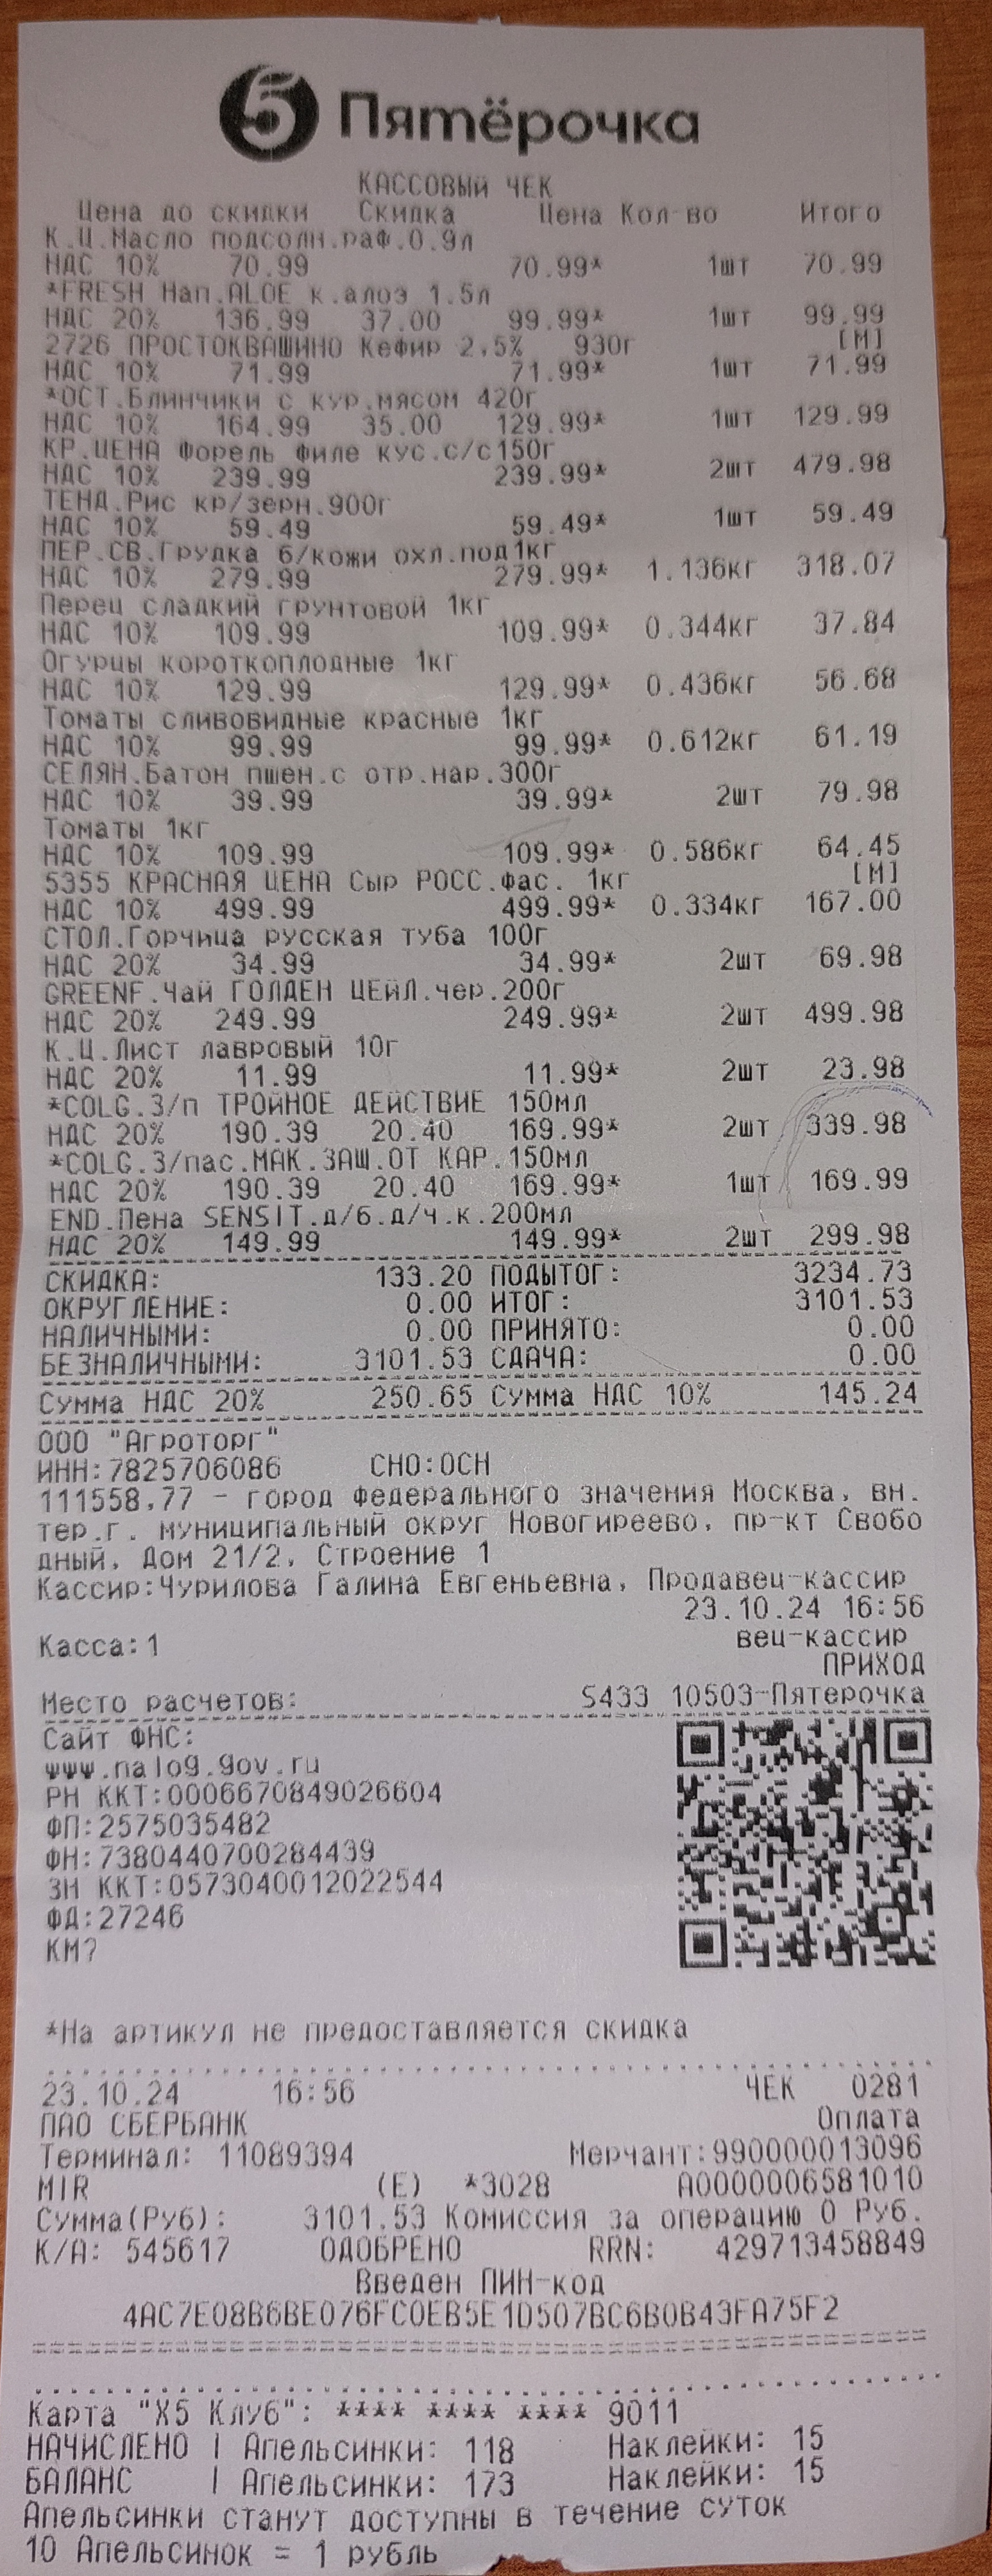 5 Пятёрочка
КАССОВЫЙ ЧЕК
Цена до скидки Скидка Цена Кол-во Итого
К.Ц.Масло подсолн.раф.0.9л
НДС 10% 70.99 70.99* 1шт 70.99
*FRESH Нап.ALOE к.алоэ 1.5л
НДС 20% 136.99 37.00 99.99* 1шт 99.99
2726 ПРОСТОКВАШИНО Кефир 2,5% 930г [M]
НДС 10% 71.99 71.99* 1шт 71.99
*ОСТ.Блинчики с кур.мясом 420г
НДС 10% 164.99 35.00 129.99* 1шт 129.99
КР.ЦЕНА Форель филе кус.с/с150г
НДС 10% 239.99 239.99* 2шт 479.98
ТЕНД.Рис кр/зерн.900г
НДС 10% 59.49 59.49* 1шт 59.49
ПЕР.СВ.Грудка б/кожи охл.под1кг
НДС 10% 279.99 279.99* 1.136кг 318.07
Перец сладкий грунтовой 1кг
НДС 10% 109.99 109.99* 0.344кг 37.84
Огурцы короткоплодные 1кг
НДС 10% 129.99 129.99* 0.436кг 56.68
Томаты сливовидные красные 1кг
НДС 10% 99.99 99.99* 0.612кг 61.19
СЕЛЯН.Батон пшен.с отр.нар.300г
НДС 10% 39.99 39.99* 2шт 79.98
Томаты 1кг
НДС 10% 109.99 109.99* 0.586кг 64.45
5355 КРАСНАЯ ЦЕНА Сыр РОСС.фас. 1кг [M]
НДС 10% 499.99 499.99* 0.334кг 167.00
СТОЛ.Горчица русская туба 100г
НДС 20% 34.99 34.99* 2шт 69.98
GREENF.Чай ГОЛДЕН ЦЕЙЛ.чер.200г
НДС 20% 249.99 249.99* 2шт 499.98
К.Ц.Лист лавровый 10г
НДС 20% 11.99 11.99* 2шт 23.98
*COLG.З/п ТРОЙНОЕ ДЕЙСТВИЕ 150мл
НДС 20% 190.39 20.40 169.99* 2шт 339.98
*COLG.З/пас.МАК.ЗАЩ.ОТ КАР.150мл
НДС 20% 190.39 20.40 169.99* 1шт 169.99
END.Пена SENSIT.д/б.д/ч.к.200мл
НДС 20% 149.99 149.99* 2шт 299.98
СКИДКА: 133.20 ПОДЫТОГ: 3234.73
ОКРУГЛЕНИЕ: 0.00 ИТОГ: 3101.53
НАЛИЧНЫМИ: 0.00 ПРИНЯТО: 0.00
БЕЗНАЛИЧНЫМИ: 3101.53 СДАЧА: 0.00
Сумма НДС 20% 250.65 Сумма НДС 10% 145.24
ООО "Агроторг"
ИНН:7825706086 СНО:ОСН
111558,77 - город федерального значения Москва, вн.
тер.г. муниципальный округ Новогиреево, пр-кт Свобо
дный, Дом 21/2, Строение 1
Кассир:Чурилова Галина Евгеньевна, Продавец-кассир
23.10.24 16:56
Касса:1 вец-кассир
ПРИХОД
Место расчетов: S433 10503-Пятерочка
Сайт ФНС:
www.nalog.gov.ru
РН ККТ:0006670849026604
ФП:2575035482
ФН:7380440700284439
ЗН ККТ:0573040012022544
ФД:27246
КМ?
*На артикул не предоставляется скидка
23.10.24 16:56 ЧЕК 0281
ПАО СБЕРБАНК Оплата
Терминал: 11089394 Мерчант:990000013096
MIR (E) *3028 A0000006581010
Сумма(Руб): 3101.53 Комиссия за операцию 0 Руб.
К/А: 545617 ОДОБРЕНО RRN: 429713458849
Введен ПИН-код
4AC7E08B6BE076FC0EB5E1D507BC6B0B43FA75F2
Карта "X5 Клуб": **** **** **** 9011
НАЧИСЛЕНО | Апельсинки: 118 Наклейки: 15
БАЛАНС | Апельсинки: 173 Наклейки: 15
Апельсинки станут доступны в течение суток
10 Апельсинок = 1 рубль